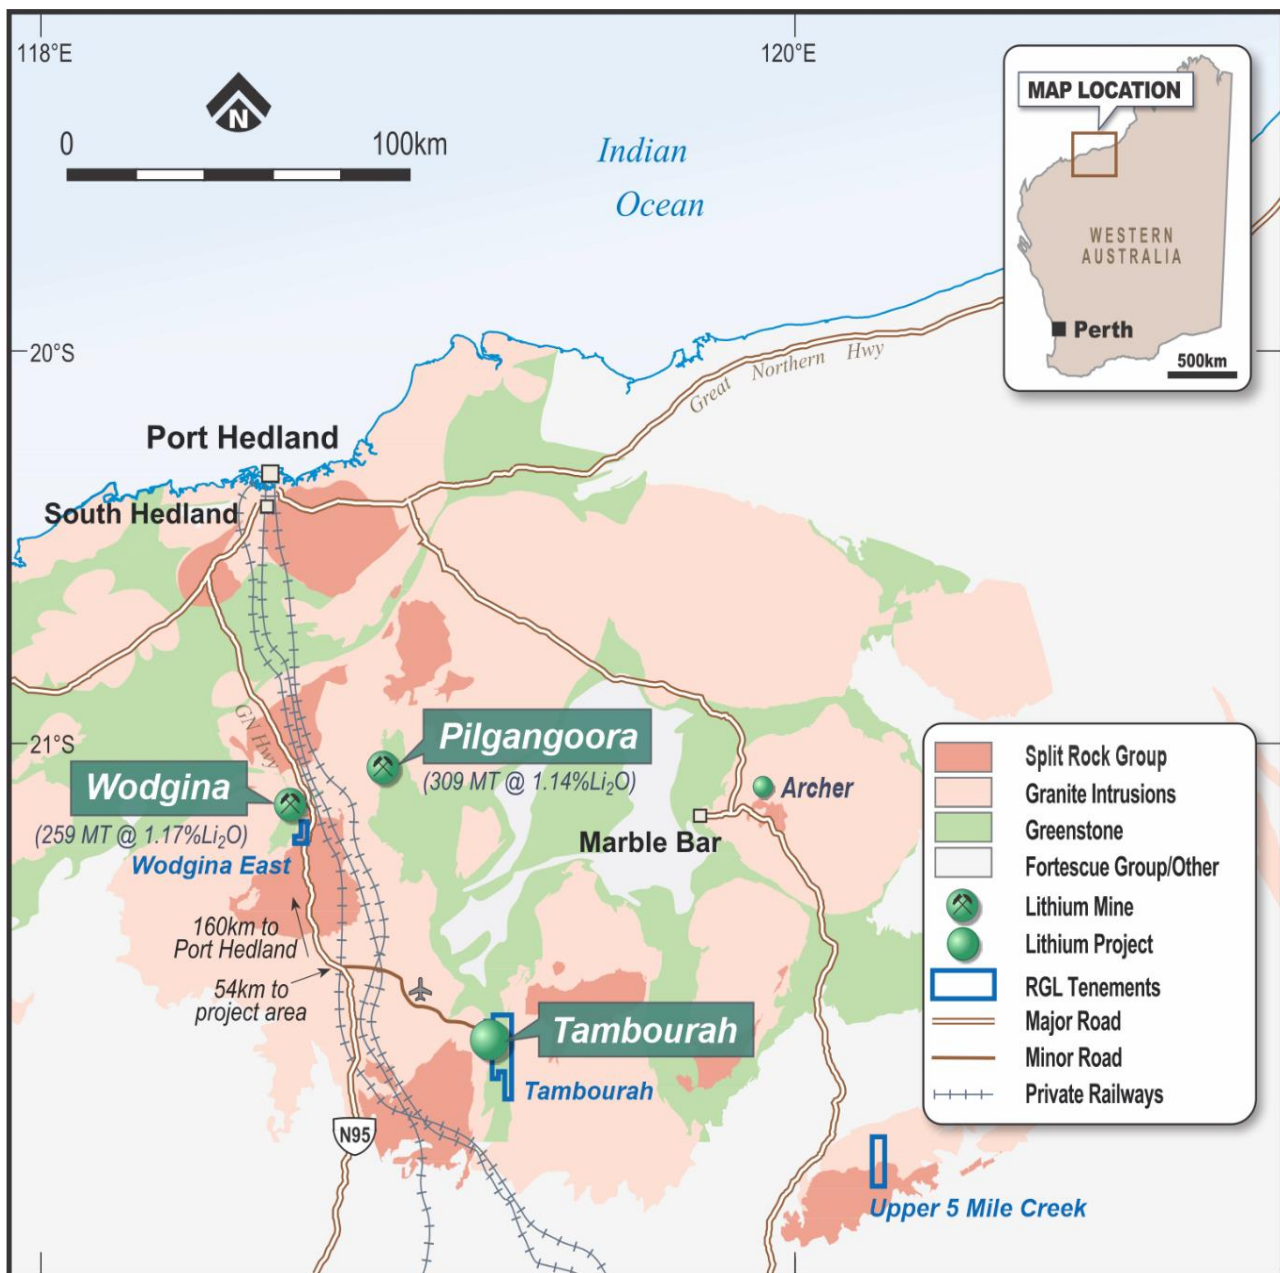 118°E
120°E
N
0
100km
Indian
Ocean
MAP LOCATION
WESTERN
AUSTRALIA
Perth
500km
20°S
Great Northern Hwy
Port Hedland
South Hedland
GN Hwy
21°S
Pilgangoora
(309 MT @ 1.14%Li₂O)
Wodgina
(259 MT @ 1.17%Li₂O)
Wodgina East
Archer
Marble Bar
160km to
Port Hedland
54km to
project area
Tambourah
Tambourah
N95
Upper 5 Mile Creek
Split Rock Group
Granite Intrusions
Greenstone
Fortescue Group/Other
Lithium Mine
Lithium Project
RGL Tenements
Major Road
Minor Road
Private Railways